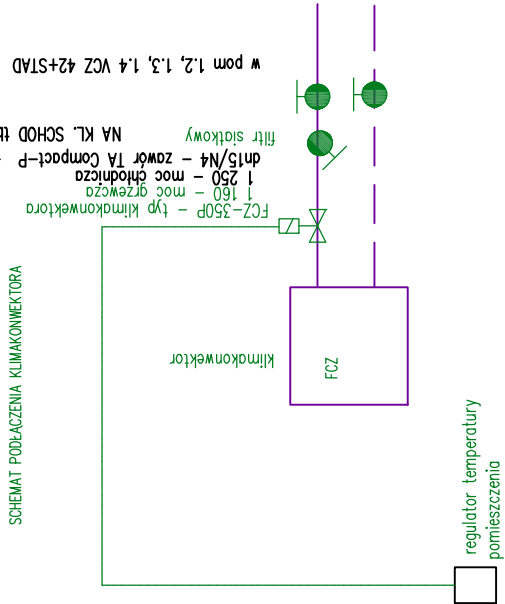 SCHEMAT PODŁĄCZENIA KLIMAKONWEKTORA
w pom 1.2, 1.3, 1.4 VCZ 42+STAD
filtr siatkowy
NA KL. SCHOD
dn15/N4 – zawór TA Compact-P
1 250 – moc chłodnicza
1 160 – moc grzewcza
FCZ-350P – typ klimakonwektora
klimakonwektor
FCZ
regulator temperatury
pomieszczenia